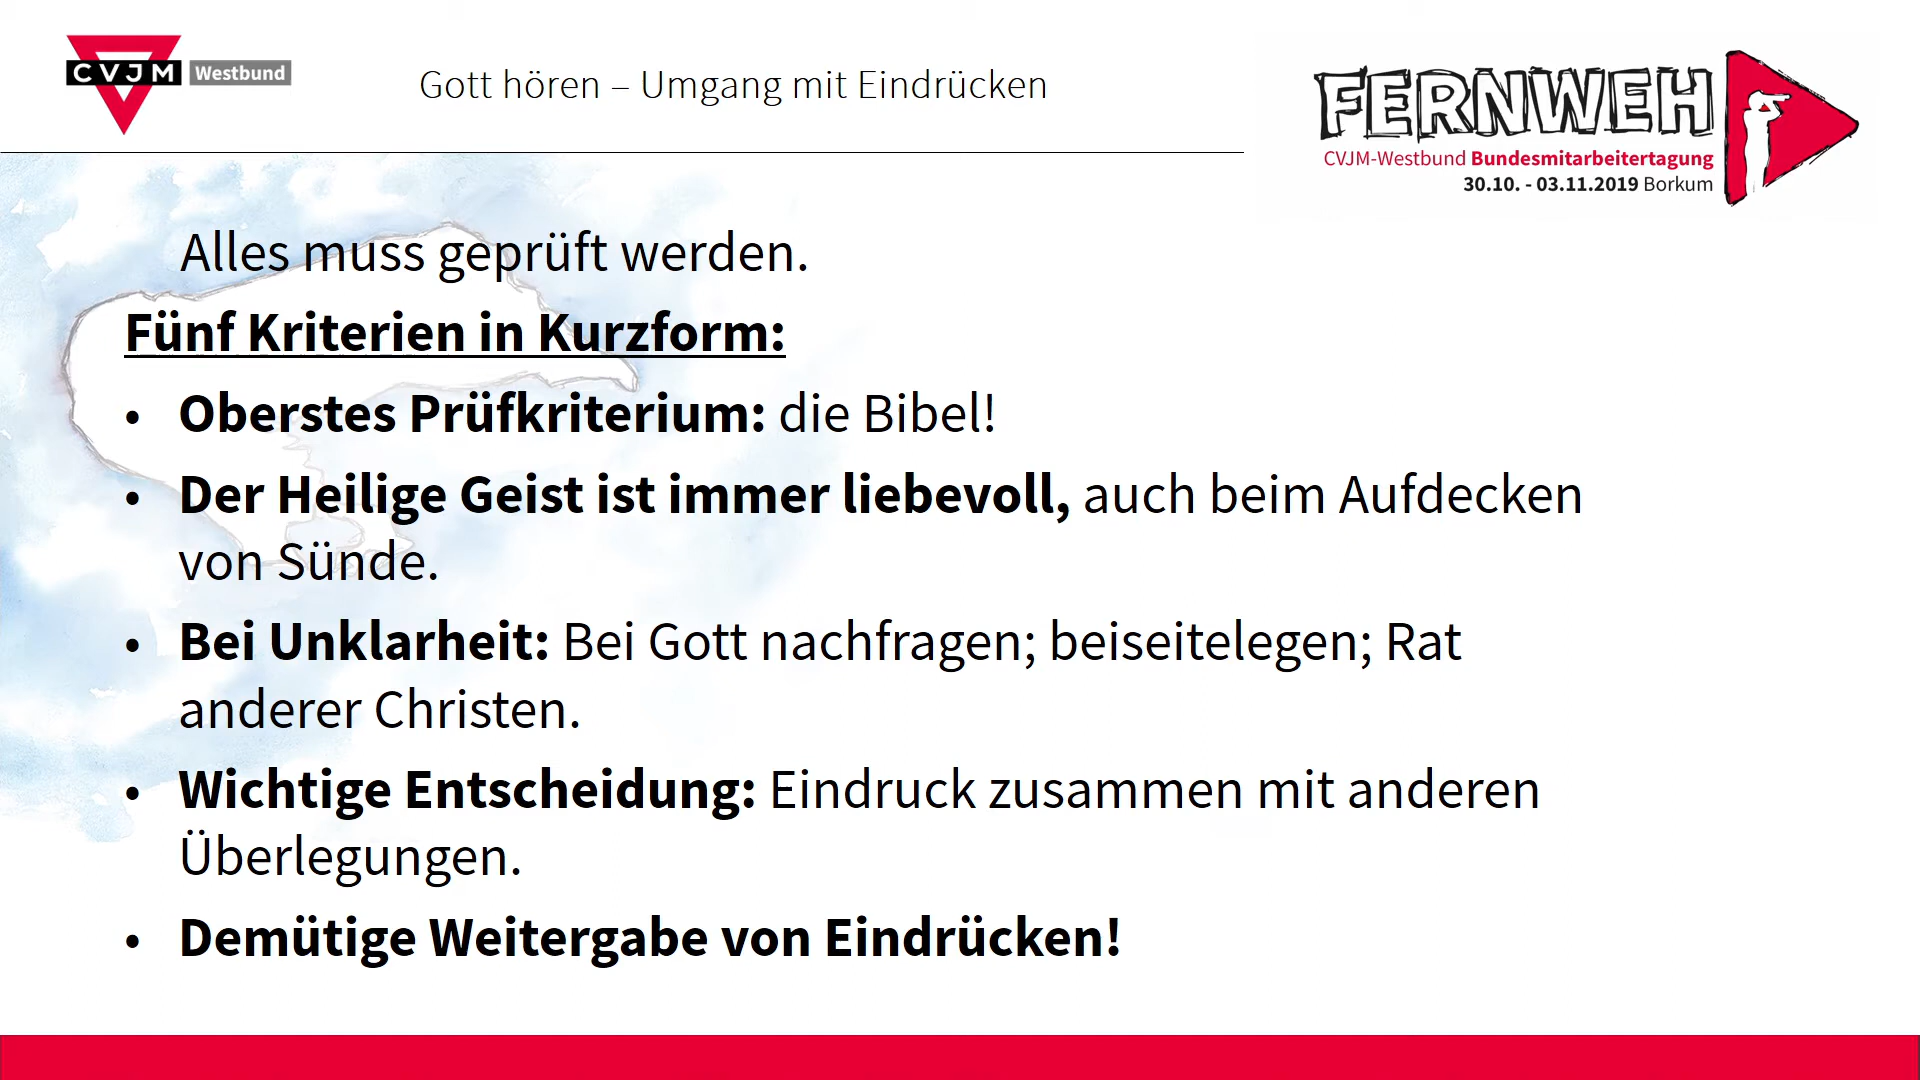 CVJM Westbund
Gott hören – Umgang mit Eindrücken
FERNWEH
CVJM-Westbund Bundesmitarbeitertagung
30.10. - 03.11.2019 Borkum
Alles muss geprüft werden.
Fünf Kriterien in Kurzform:
• Oberstes Prüfkriterium: die Bibel!
• Der Heilige Geist ist immer liebevoll, auch beim Aufdecken
von Sünde.
• Bei Unklarheit: Bei Gott nachfragen; beiseitelegen; Rat
anderer Christen.
• Wichtige Entscheidung: Eindruck zusammen mit anderen
Überlegungen.
• Demütige Weitergabe von Eindrücken!